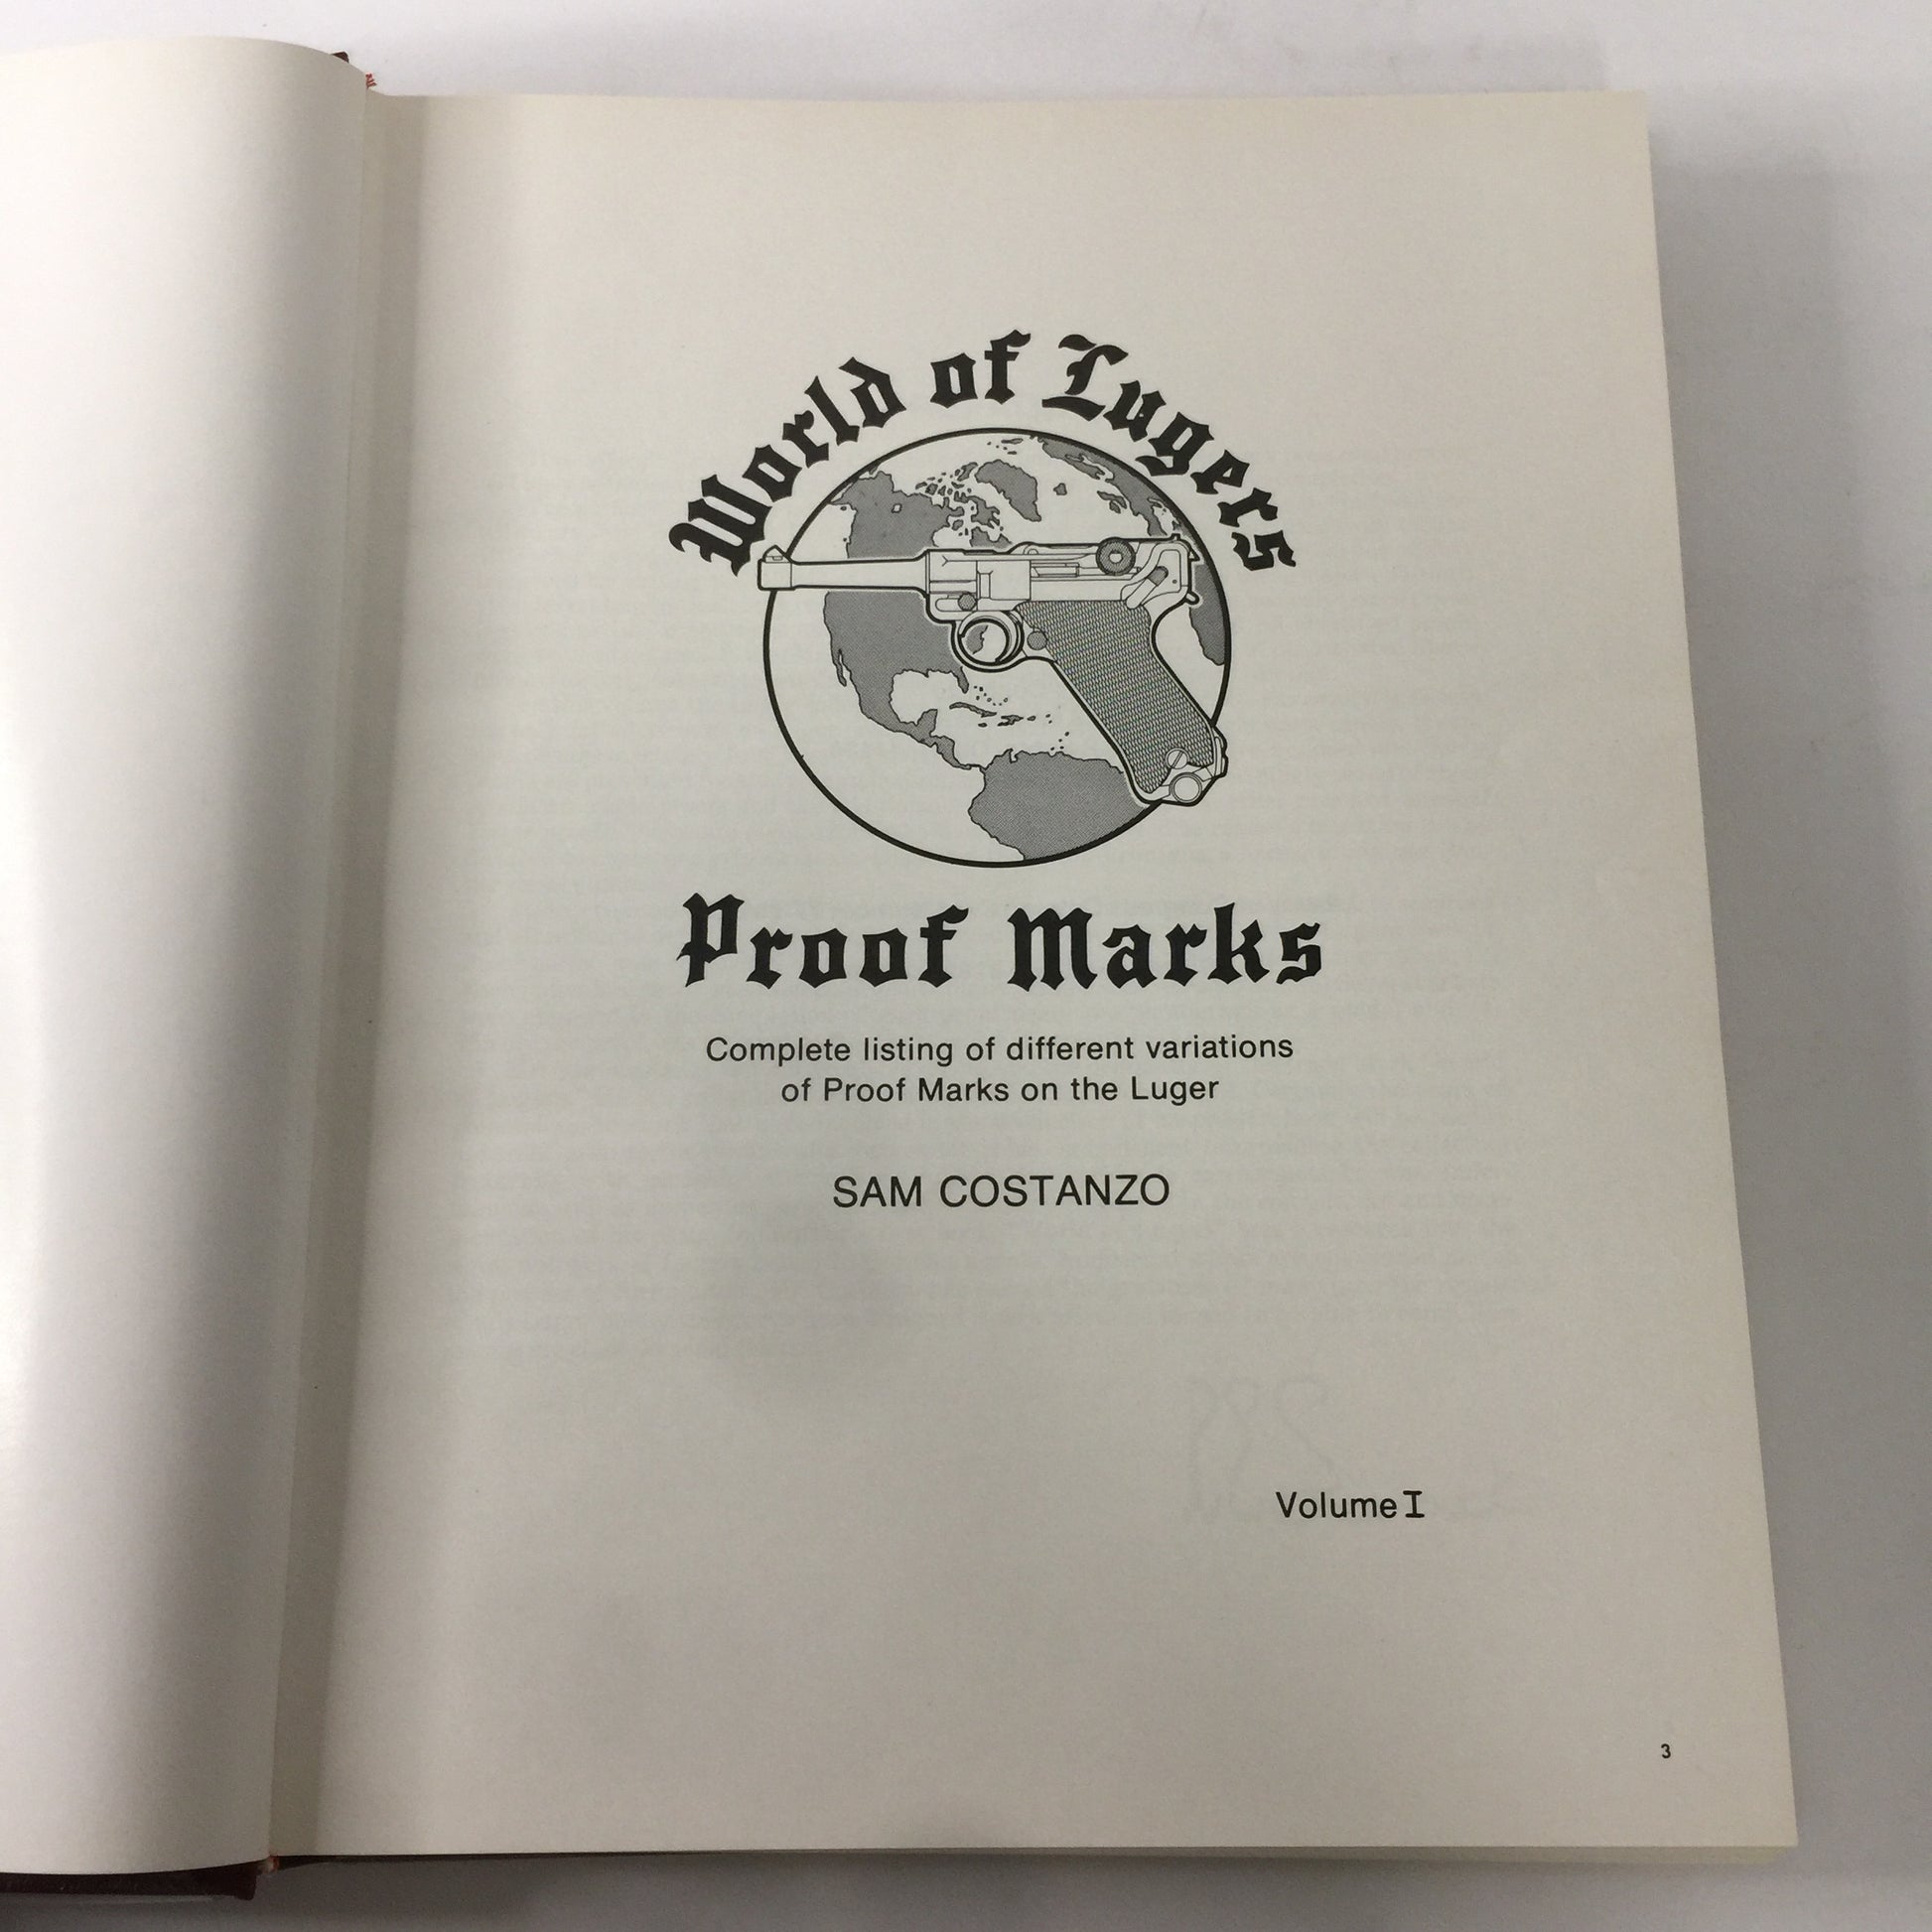 World of Lugers
Proof Marks
Complete listing of different variations
of Proof Marks on the Luger
SAM COSTANZO
Volume I
3